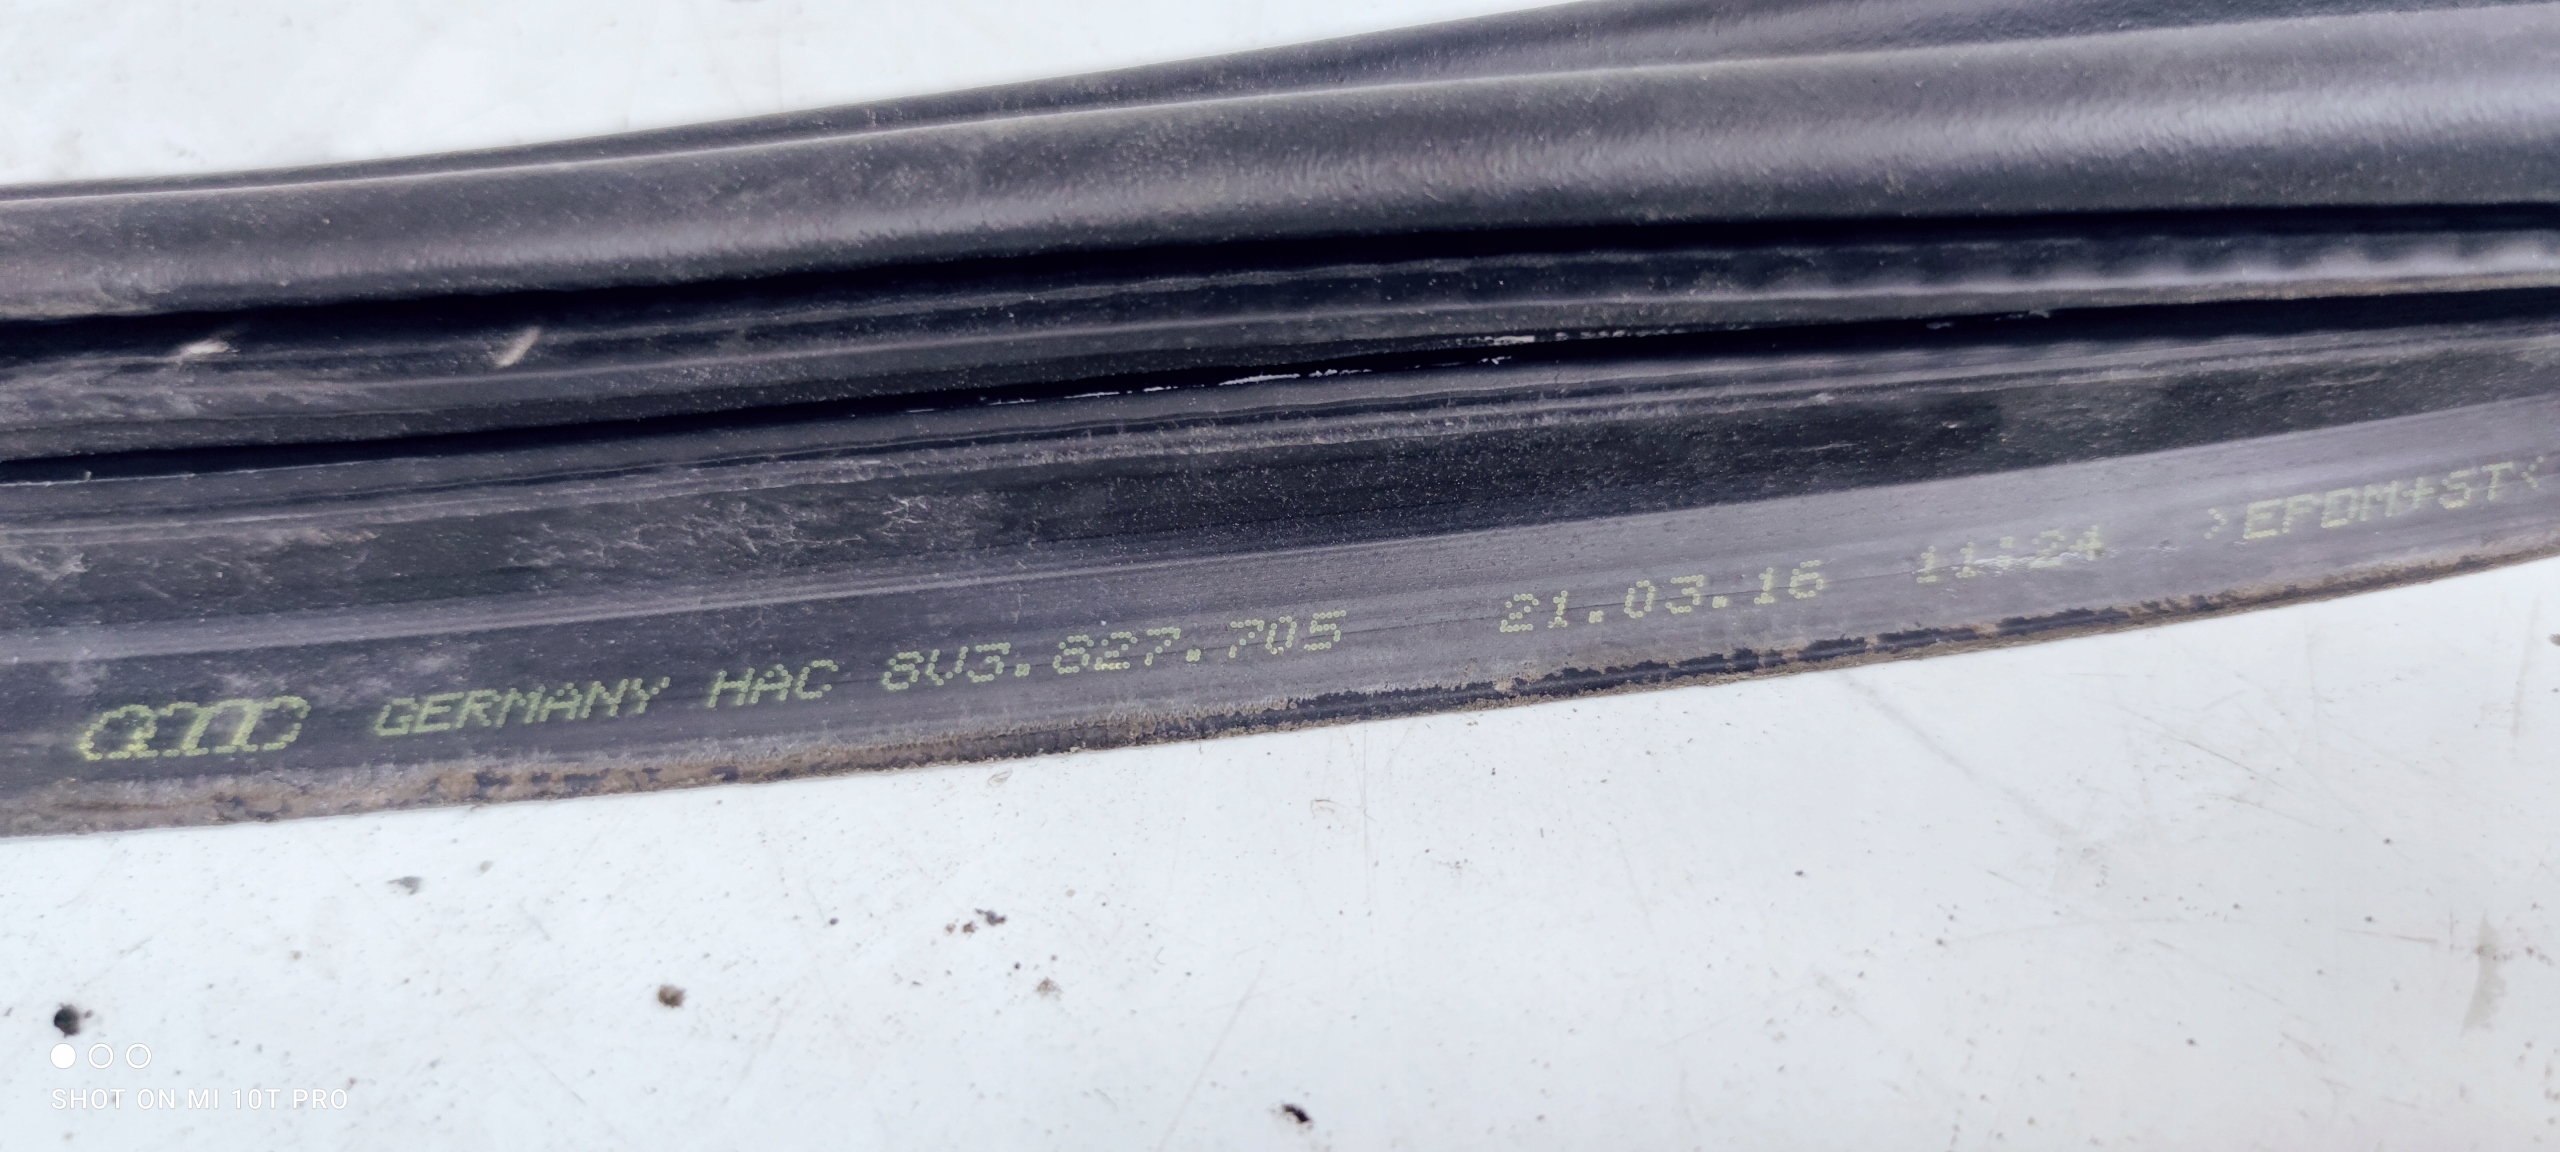 GERMANY HAC 8V3.827.705 21.03.16 11:24 >EPDM+ST<
SHOT ON MI 10T PRO